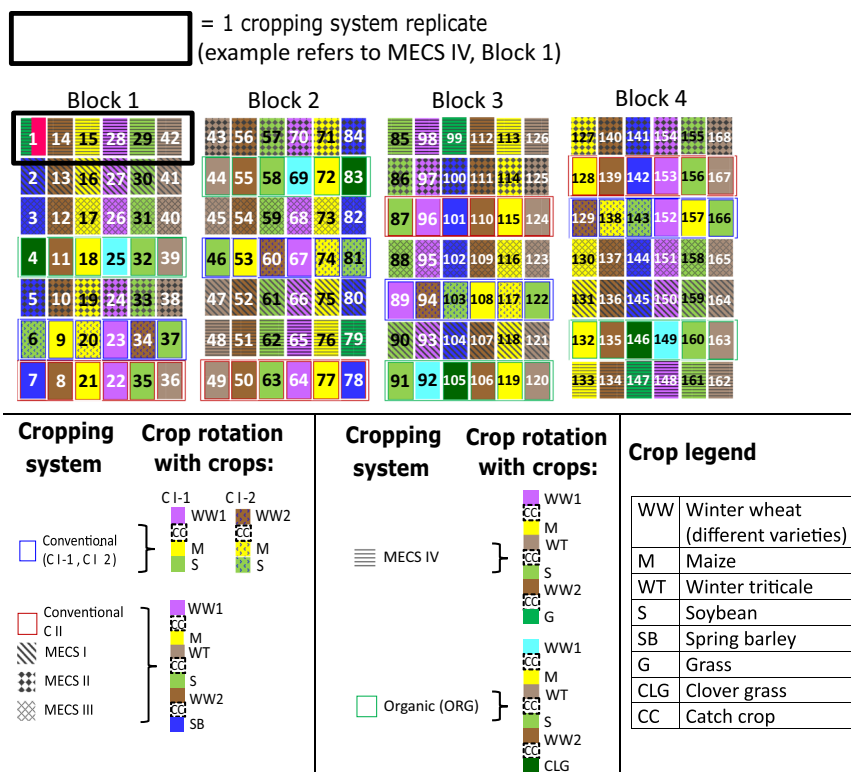 = 1 cropping system replicate
(example refers to MECS IV, Block 1)
Block 1 Block 2 Block 3 Block 4
1 14 15 28 29 42 43 56 57 70 71 84 85 98 99 112 113 126 127 140 141 154 155 168
2 13 16 27 30 41 44 55 58 69 72 83 86 97 100 111 114 125 128 139 142 153 156 167
3 12 17 26 31 40 45 54 59 68 73 82 87 96 101 110 115 124 129 138 143 152 157 166
4 11 18 25 32 39 46 53 60 67 74 81 88 95 102 109 116 123 130 137 144 151 158 165
5 10 19 24 33 38 47 52 61 66 75 80 89 94 103 108 117 122 131 136 145 150 159 164
6 9 20 23 34 37 48 51 62 65 76 79 90 93 104 107 118 121 132 135 146 149 160 163
7 8 21 22 35 36 49 50 63 64 77 78 91 92 105 106 119 120 133 134 147 148 161 162
Cropping system
Crop rotation with crops:
C I-1 C I-2
WW1 WW2
CC CC
M M
S S
Conventional
(C I-1 , C I 2)
Conventional
C II
MECS I
MECS II
MECS III
WW1
CC
M
WT
CC
S
WW2
CC
SB
Cropping system
Crop rotation with crops:
MECS IV
WW1
CC
M
WT
CC
S
WW2
CC
G
Organic (ORG)
WW1
CC
M
WT
CC
S
WW2
CC
CLG
Crop legend
WW Winter wheat
(different varieties)
M Maize
WT Winter triticale
S Soybean
SB Spring barley
G Grass
CLG Clover grass
CC Catch crop